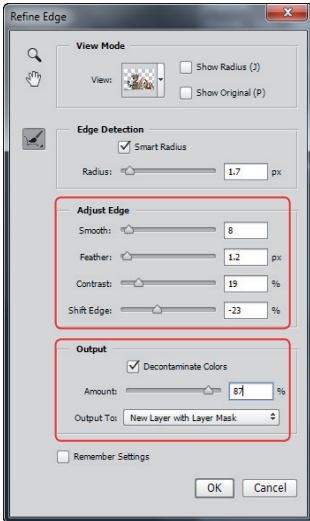 Refine Edge
View Mode
View:
Show Radius (J)
Show Original (P)
Edge Detection
Smart Radius
Radius: 1.7 px
Adjust Edge
Smooth: 8
Feather: 1.2 px
Contrast: 19 %
Shift Edge: -23 %
Output
Decontaminate Colors
Amount: 87 %
Output To: New Layer with Layer Mask
Remember Settings
OK Cancel